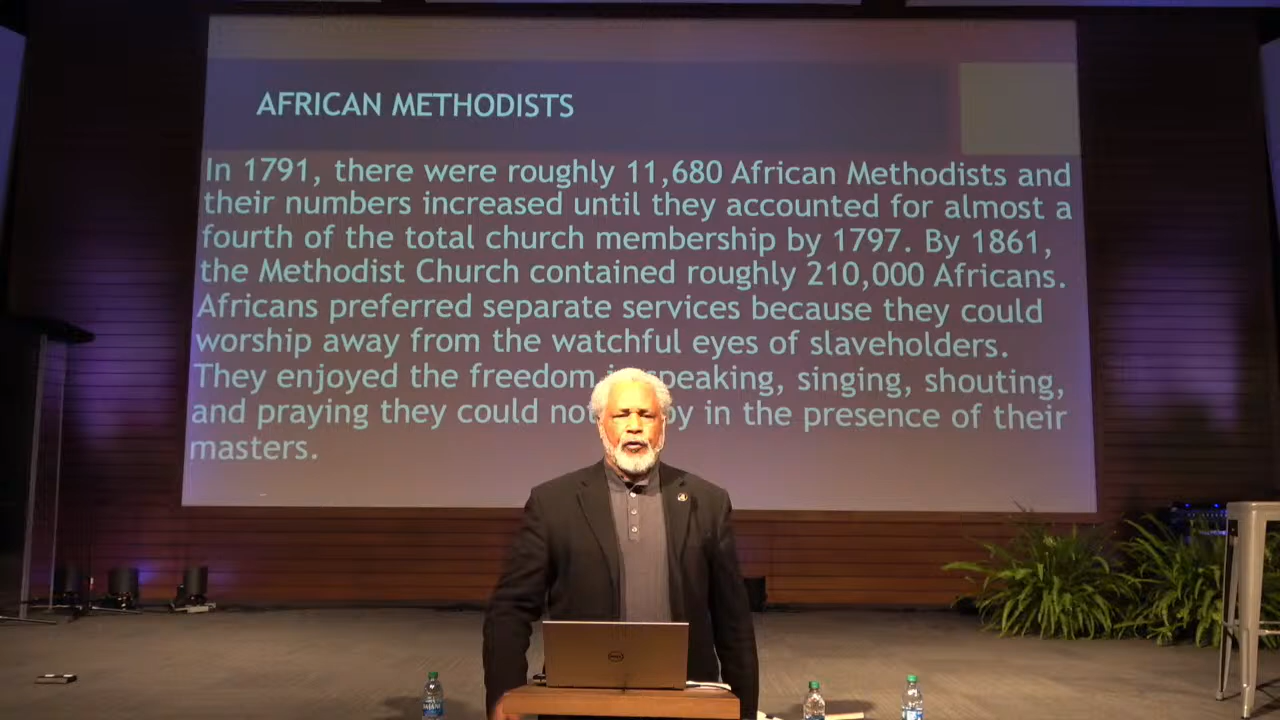 AFRICAN METHODISTS
In 1791, there were roughly 11,680 African Methodists and
their numbers increased until they accounted for almost a
fourth of the total church membership by 1797. By 1861,
the Methodist Church contained roughly 210,000 Africans.
Africans preferred separate services because they could
worship away from the watchful eyes of slaveholders.
They enjoyed the freedom speaking, singing, shouting,
and praying they could in the presence of their
masters.
DELL